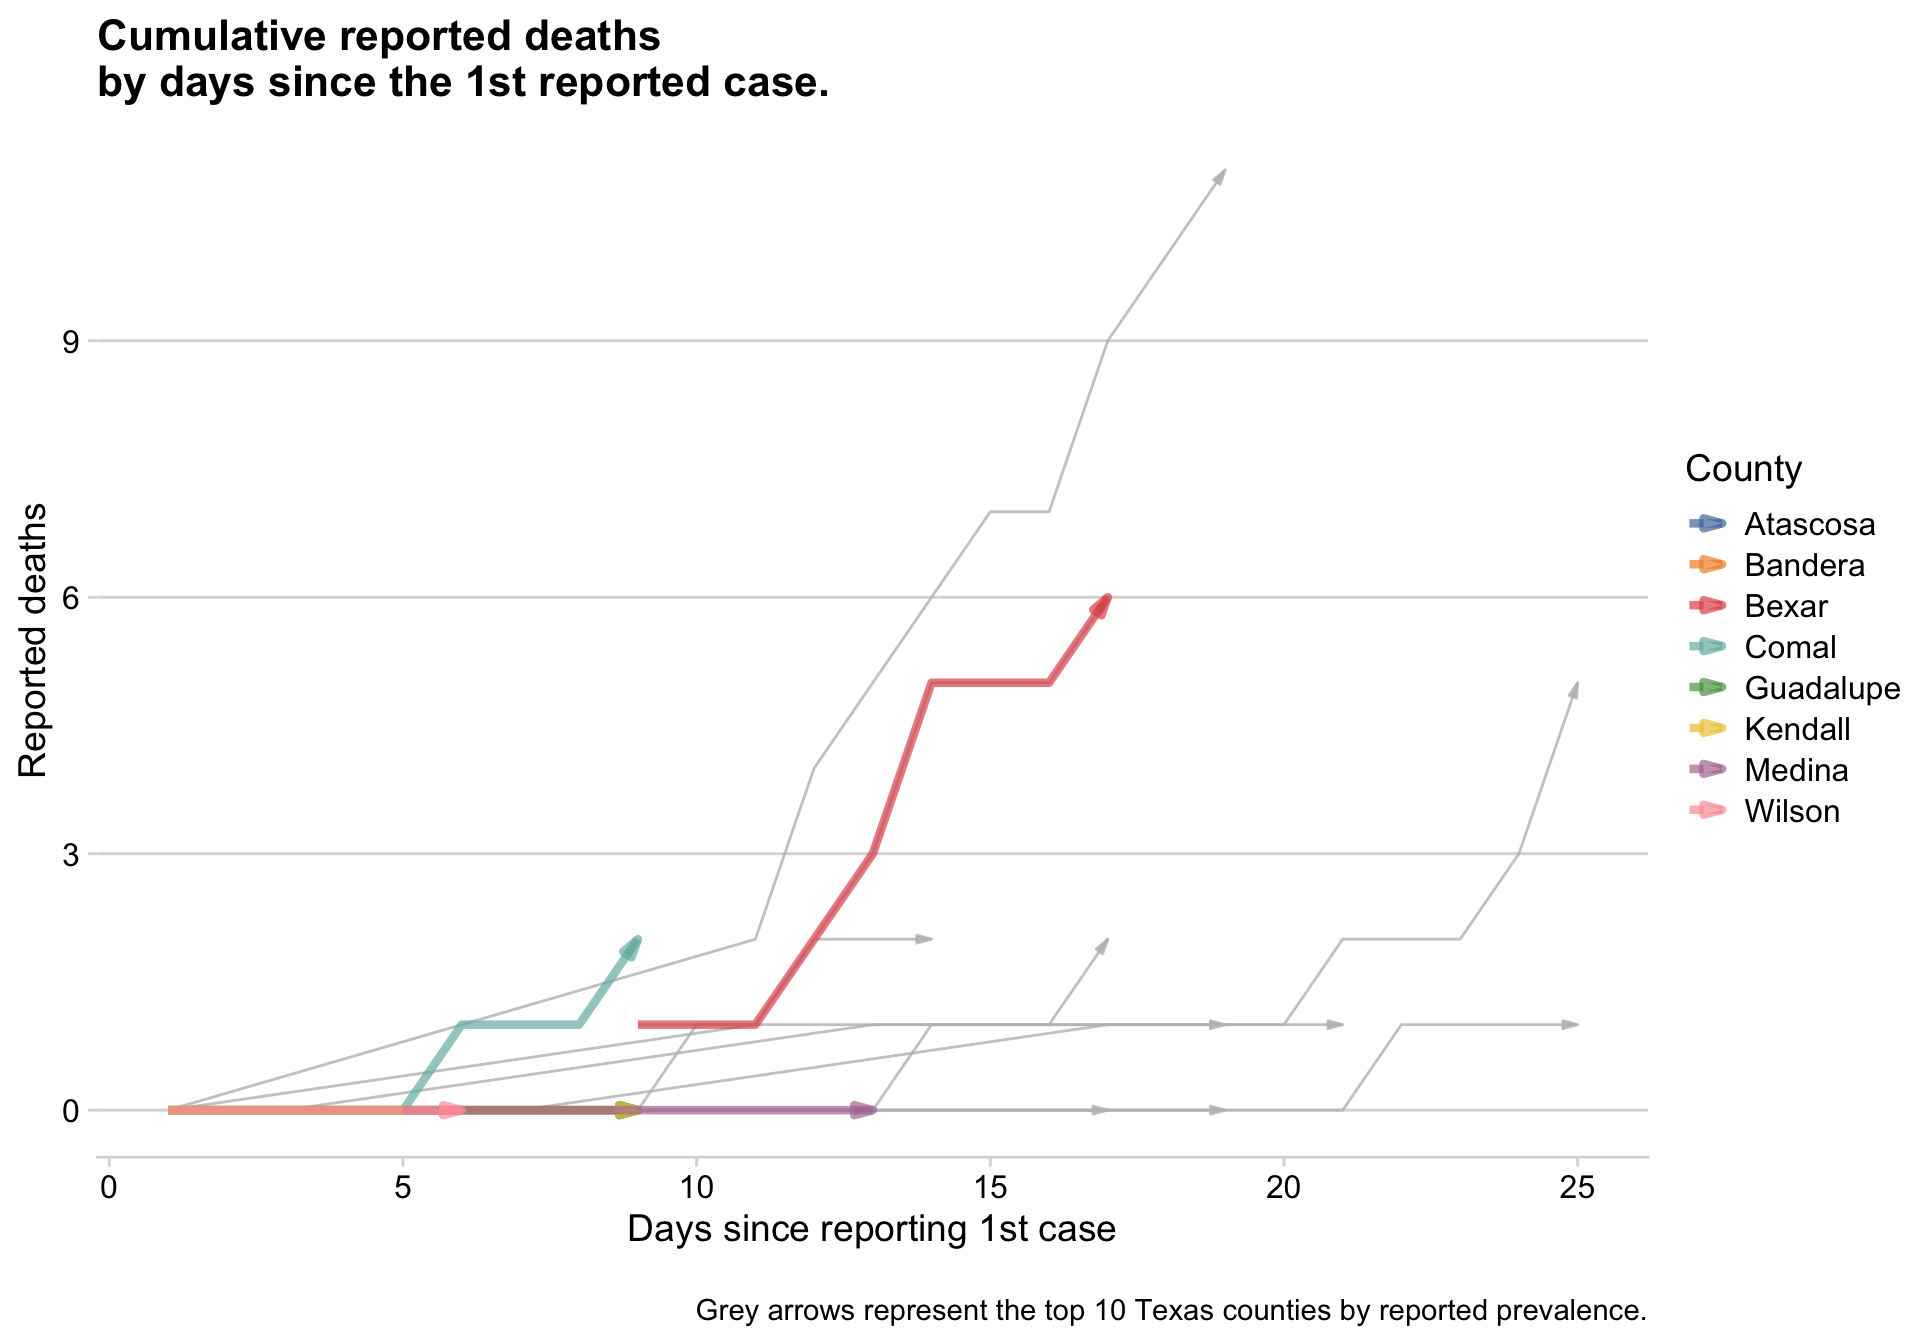 Cumulative reported deaths
by days since the 1st reported case.
Reported deaths
9
6
3
0
0 5 10 15 20 25
Days since reporting 1st case
County
Atascosa
Bandera
Bexar
Comal
Guadalupe
Kendall
Medina
Wilson
Grey arrows represent the top 10 Texas counties by reported prevalence.